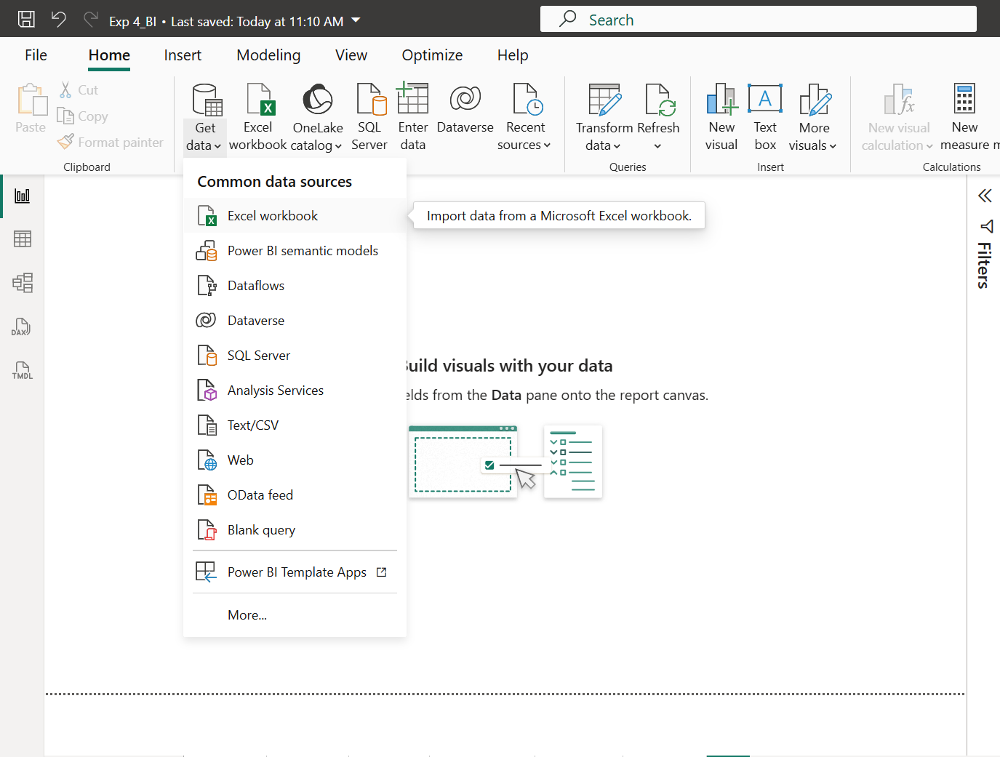 Exp 4_BI • Last saved: Today at 11:10 AM
Search
File Home Insert Modeling View Optimize Help
Paste
Cut
Copy
Format painter
Clipboard
Get data
Excel workbook
OneLake catalog
SQL Server
Enter data
Dataverse
Recent sources
Transform data
Refresh
Queries
New visual
Text box
More visuals
Insert
New visual calculation
New measure
Calculations
Common data sources
Excel workbook
Import data from a Microsoft Excel workbook.
Power BI semantic models
Dataflows
Dataverse
SQL Server
Analysis Services
Text/CSV
Web
OData feed
Blank query
Power BI Template Apps
More...
visuals with your data
from the Data pane onto the report canvas.
Filters
DAX
TMDL